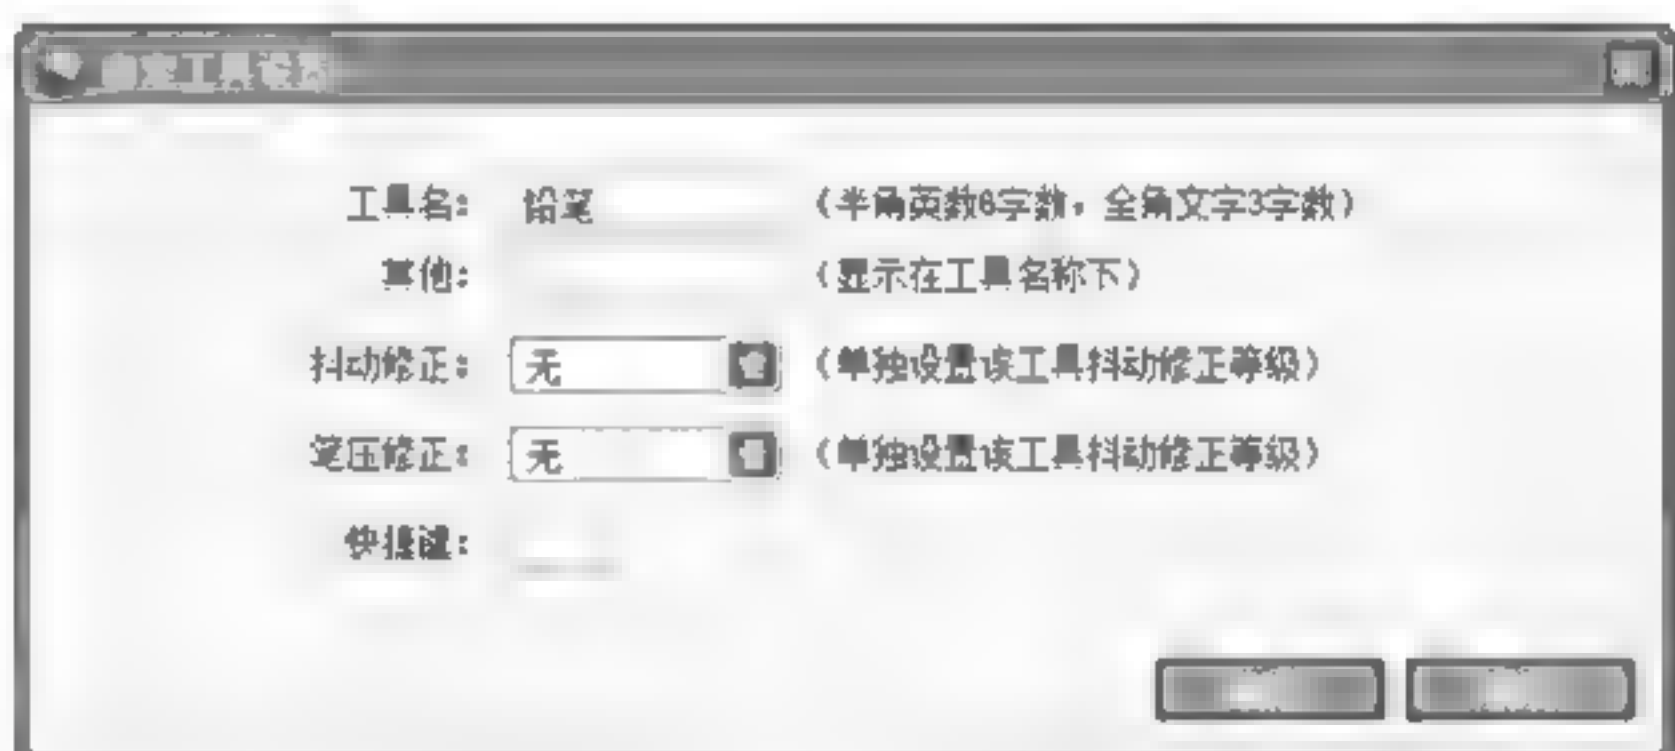 工具名： 铅笔 （半角英数6字数，全角文字3字数）
其他： （显示在工具名称下）
抖动修正： 无 （单独设置该工具抖动修正等级）
笔压修正： 无 （单独设置该工具抖动修正等级）
快捷键：